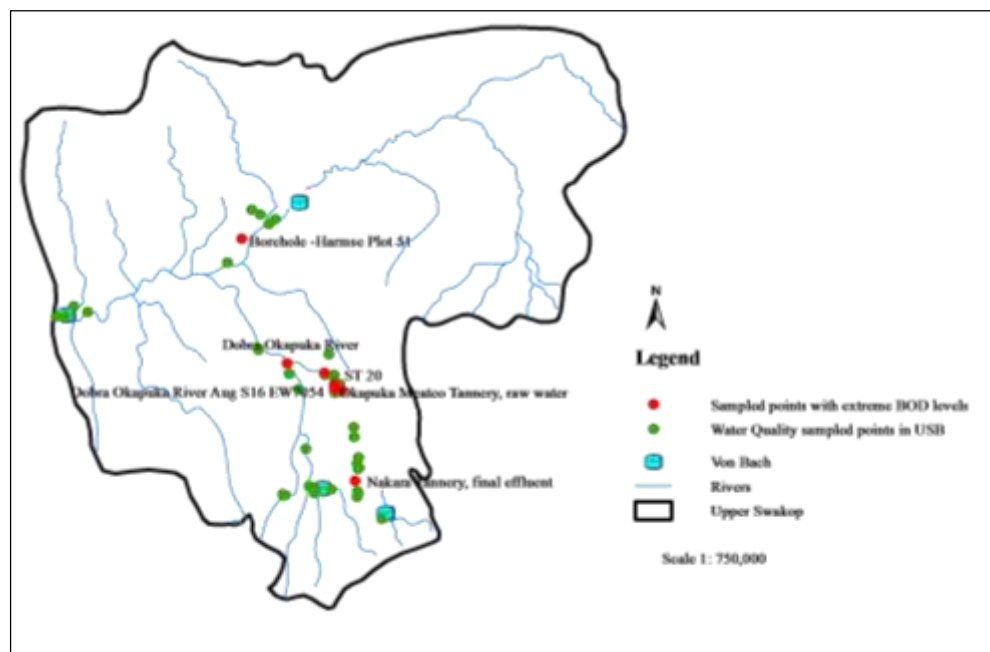 Borehole -Harmse Plot 51
Dobra Okapuka River
ST 20
Dobra Okapuka River Aug S16 EW
Okapuka Meatco Tannery, raw water
Nakara Tannery, final effluent
N
Legend
Sampled points with extreme BOD levels
Water Quality sampled points in USB
Von Bach
Rivers
Upper Swakop
Scale 1: 750,000